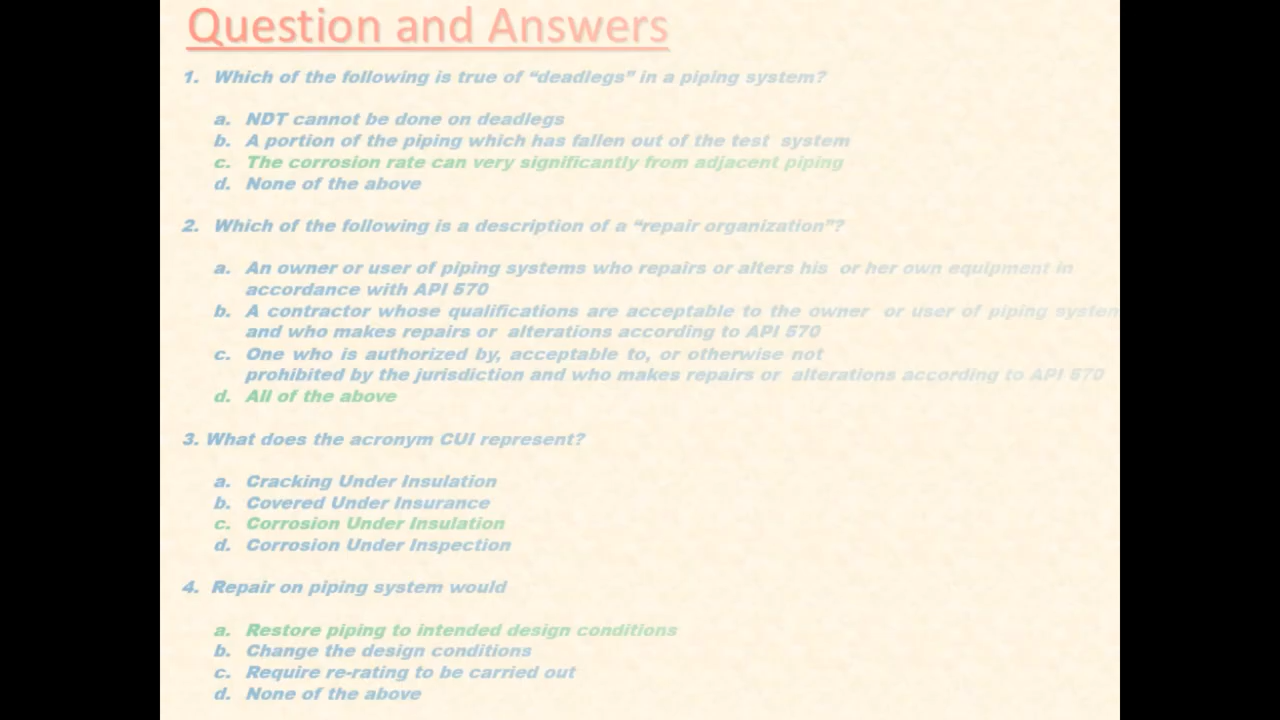 Question and Answers
1. Which of the following is true of “deadlegs” in a piping system?
a. NDT cannot be done on deadlegs
b. A portion of the piping which has fallen out of the test system
c. The corrosion rate can very significantly from adjacent piping
d. None of the above
2. Which of the following is a description of a “repair organization”?
a. An owner or user of piping systems who repairs or alters his or her own equipment in
accordance with API 570
b. A contractor whose qualifications are acceptable to the owner or user of piping system
and who makes repairs or alterations according to API 570
c. One who is authorized by, acceptable to, or otherwise not
prohibited by the jurisdiction and who makes repairs or alterations according to API 570
d. All of the above
3. What does the acronym CUI represent?
a. Cracking Under Insulation
b. Covered Under Insurance
c. Corrosion Under Insulation
d. Corrosion Under Inspection
4. Repair on piping system would
a. Restore piping to intended design conditions
b. Change the design conditions
c. Require re-rating to be carried out
d. None of the above